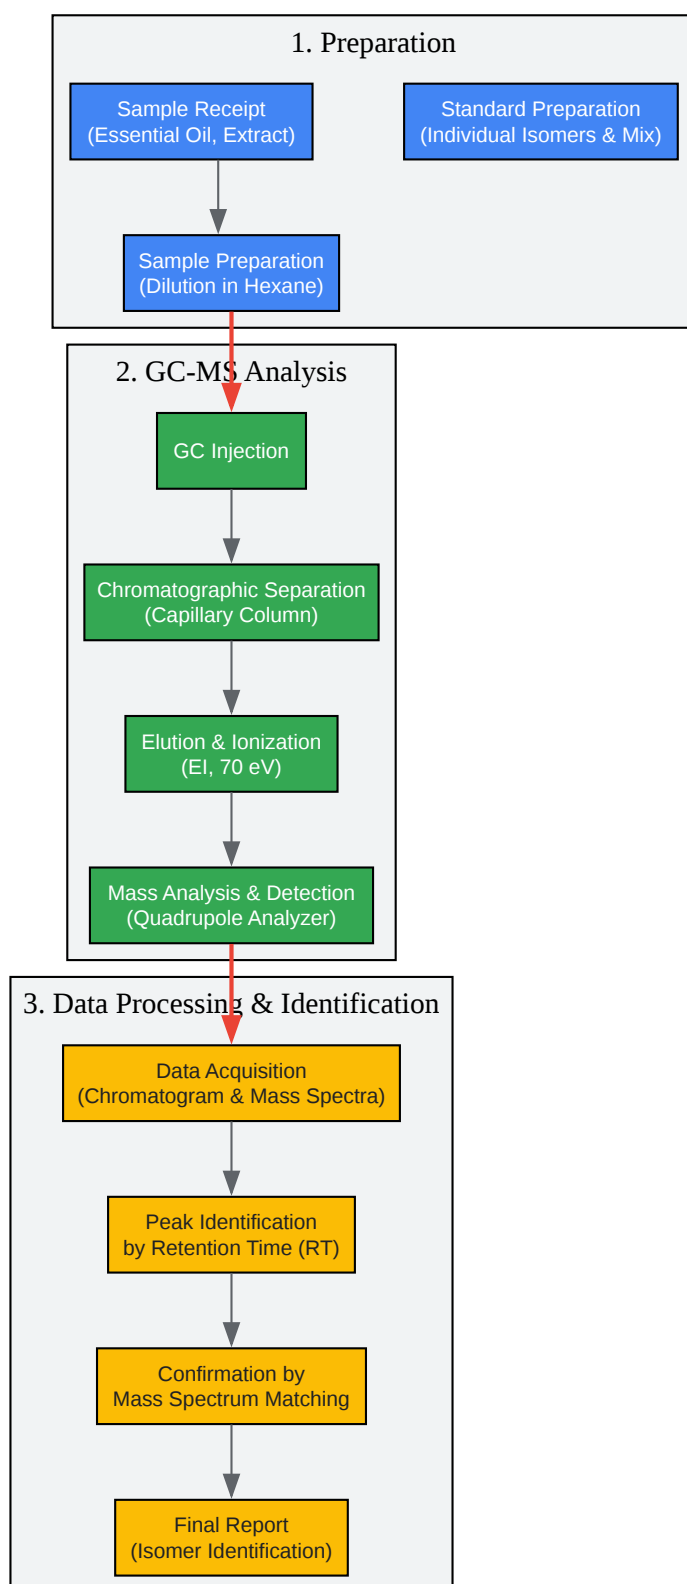 1. Preparation
Sample Receipt
(Essential Oil, Extract)
Standard Preparation
(Individual Isomers & Mix)
Sample Preparation
(Dilution in Hexane)
2. GC-MS Analysis
GC Injection
Chromatographic Separation
(Capillary Column)
Elution & Ionization
(EI, 70 eV)
Mass Analysis & Detection
(Quadrupole Analyzer)
3. Data Processing & Identification
Data Acquisition
(Chromatogram & Mass Spectra)
Peak Identification
by Retention Time (RT)
Confirmation by
Mass Spectrum Matching
Final Report
(Isomer Identification)